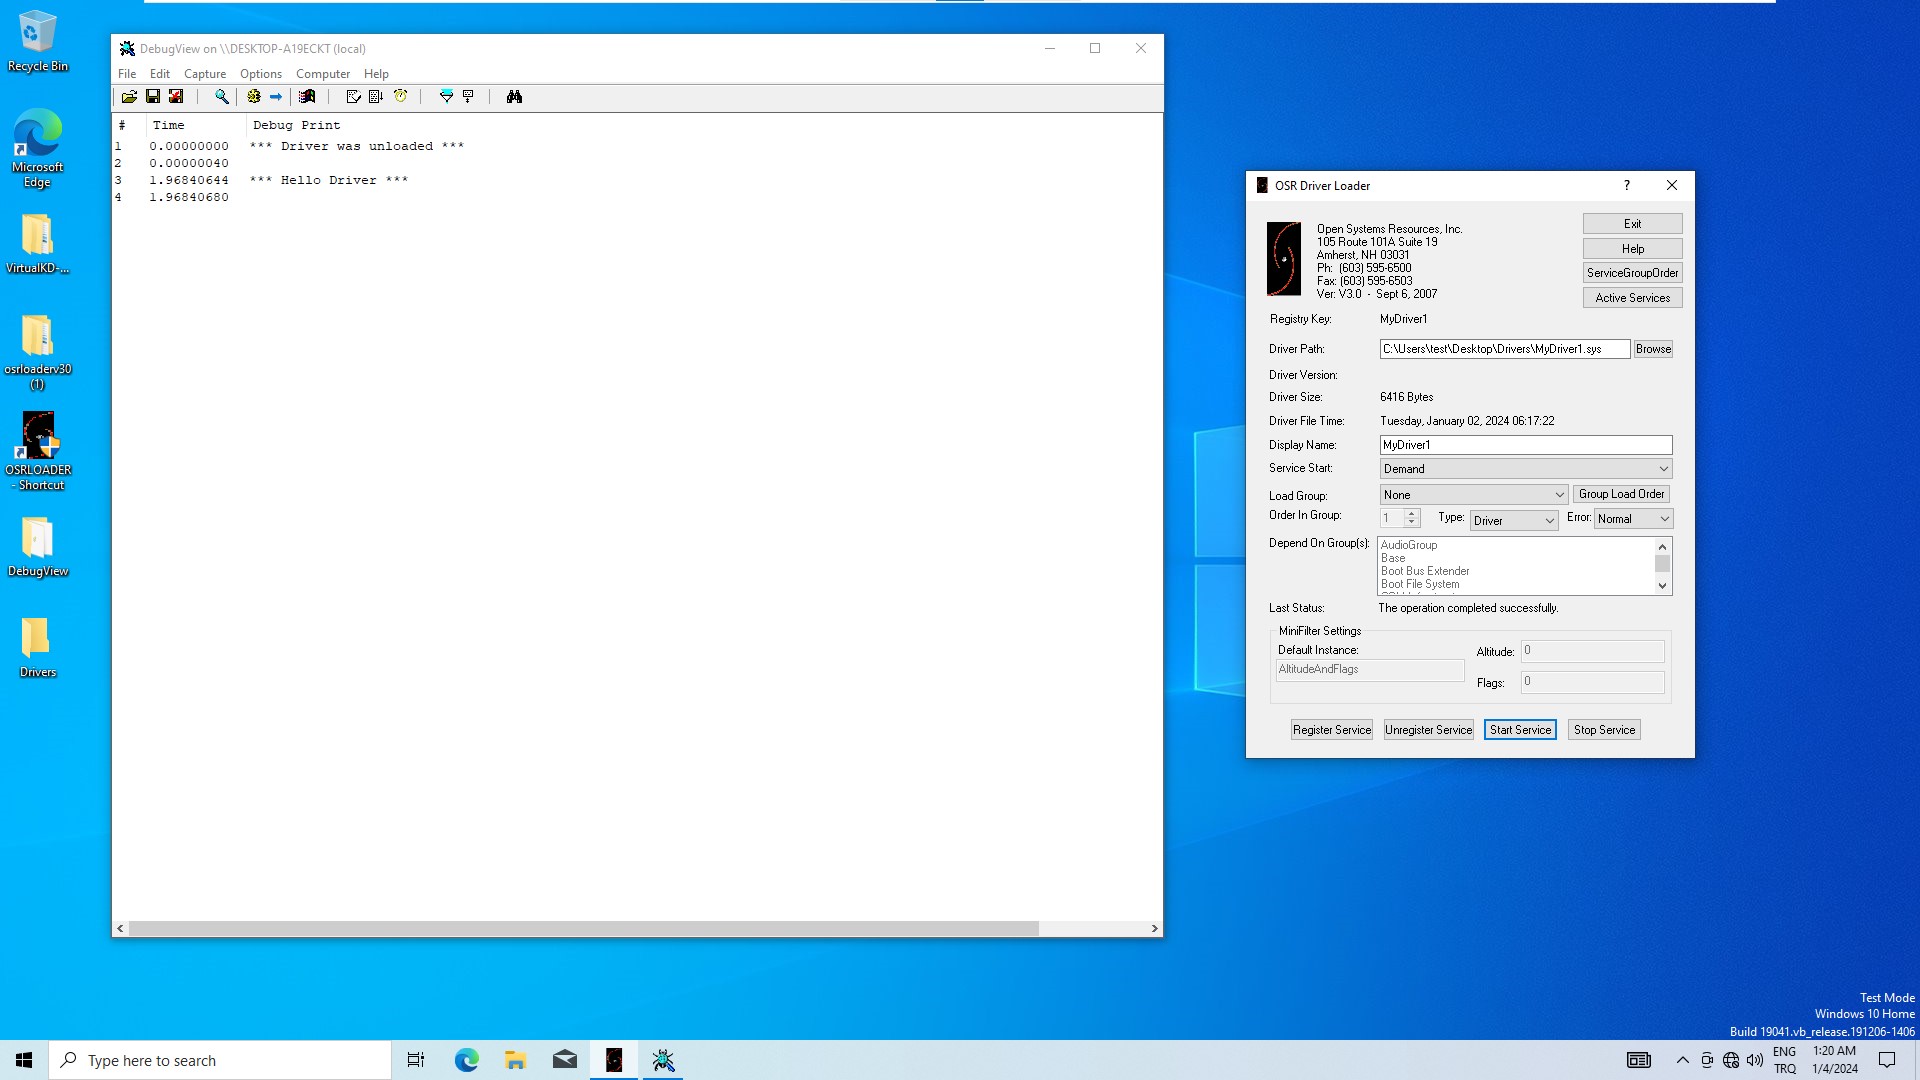 Recycle Bin
Microsoft
Edge
VirtualKD-...
osrloaderv30
(1)
OSRLOADER
- Shortcut
DebugView
Drivers
DebugView on \\DESKTOP-A19ECKT (local)
File Edit Capture Options Computer Help
# Time Debug Print
1 0.00000000 *** Driver was unloaded ***
2 0.00000040
3 1.96840644 *** Hello Driver ***
4 1.96840680
OSR Driver Loader
?
Open Systems Resources, Inc.
105 Route 101A Suite 19
Amherst, NH 03031
Ph: (603) 595-6500
Fax: (603) 595-6503
Ver: V3.0 - Sept 6, 2007
Exit
Help
ServiceGroupOrder
Active Services
Registry Key: MyDriver1
Driver Path: C:\Users\test\Desktop\Drivers\MyDriver1.sys Browse
Driver Version:
Driver Size: 6416 Bytes
Driver File Time: Tuesday, January 02, 2024 06:17:22
Display Name: MyDriver1
Service Start: Demand
Load Group: None Group Load Order
Order In Group: 1 Type: Driver Error: Normal
Depend On Group(s): AudioGroup
Base
Boot Bus Extender
Boot File System
Last Status: The operation completed successfully.
MiniFilter Settings
Default Instance:
AltitudeAndFlags
Altitude: 0
Flags: 0
Register Service Unregister Service Start Service Stop Service
Test Mode
Windows 10 Home
Build 19041.vb_release.191206-1406
Type here to search
ENG
TRQ
1:20 AM
1/4/2024